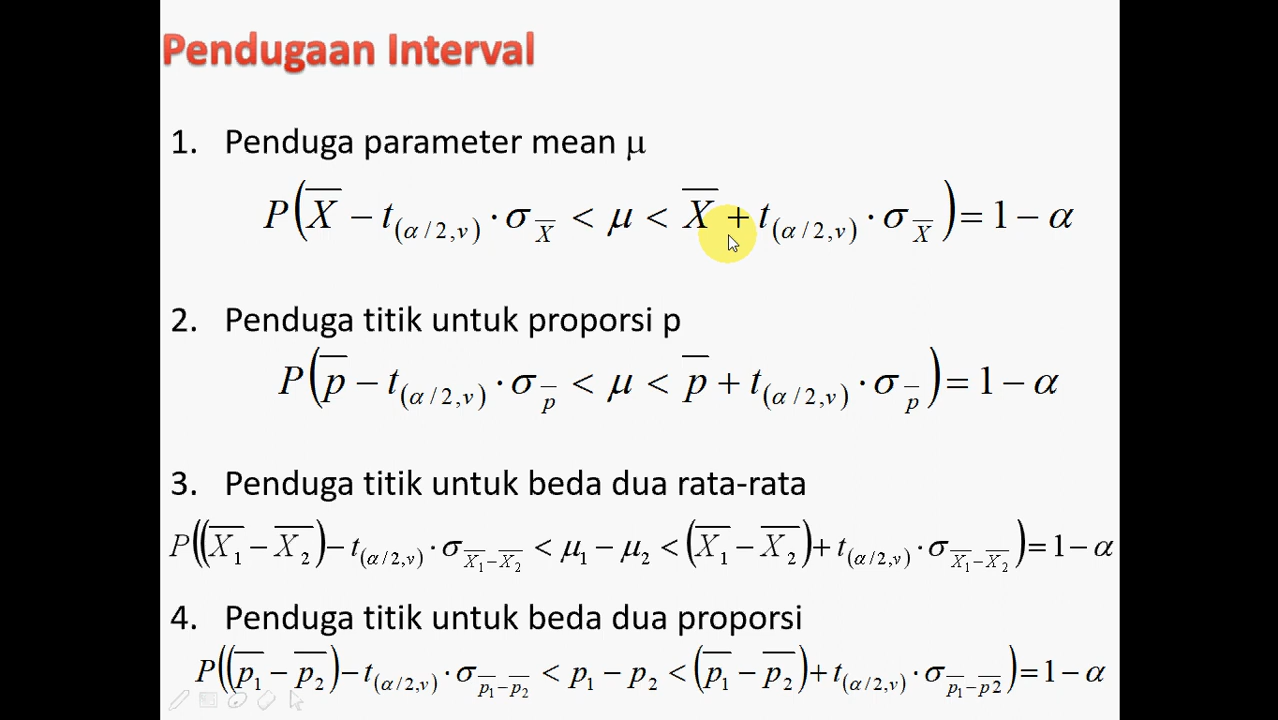 Pendugaan Interval
1. Penduga parameter mean μ
P(X̅ − t(α/2,v) · σX̅ < μ < X̅ + t(α/2,v) · σX̅) = 1 − α
2. Penduga titik untuk proporsi p
P(p̅ − t(α/2,v) · σp̅ < μ < p̅ + t(α/2,v) · σp̅) = 1 − α
3. Penduga titik untuk beda dua rata-rata
P((X̅₁ − X̅₂) − t(α/2,v) · σX̅₁−X̅₂ < μ₁ − μ₂ < (X̅₁ − X̅₂) + t(α/2,v) · σX̅₁−X̅₂) = 1 − α
4. Penduga titik untuk beda dua proporsi
P((p̅₁ − p̅₂) − t(α/2,v) · σp̅₁−p̅₂ < p₁ − p₂ < (p̅₁ − p̅₂) + t(α/2,v) · σp̅₁−p̅2) = 1 − α